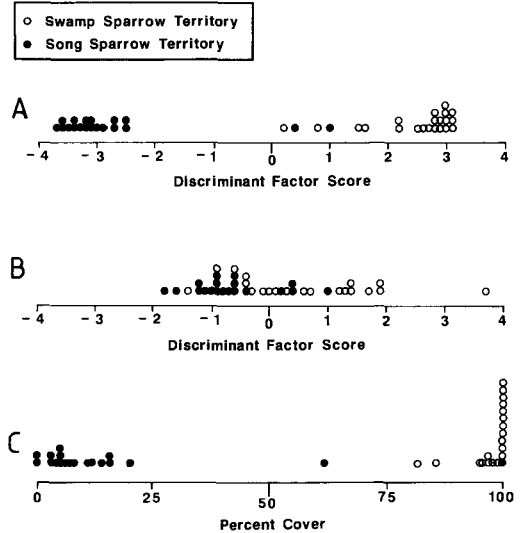 ○ Swamp Sparrow Territory
● Song Sparrow Territory
A
-4 -3 -2 -1 0 1 2 3 4
Discriminant Factor Score
B
-4 -3 -2 -1 0 1 2 3 4
Discriminant Factor Score
C
0 25 50 75 100
Percent Cover